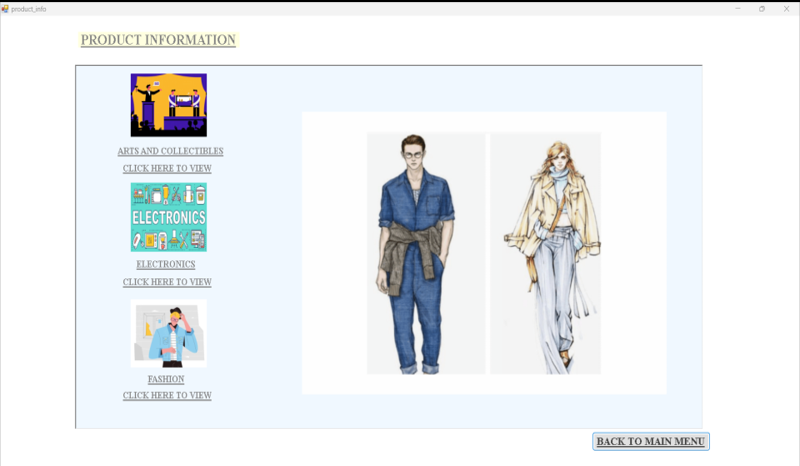 product_info
PRODUCT INFORMATION
ARTS AND COLLECTIBLES
CLICK HERE TO VIEW
ELECTRONICS
ELECTRONICS
CLICK HERE TO VIEW
FASHION
CLICK HERE TO VIEW
BACK TO MAIN MENU